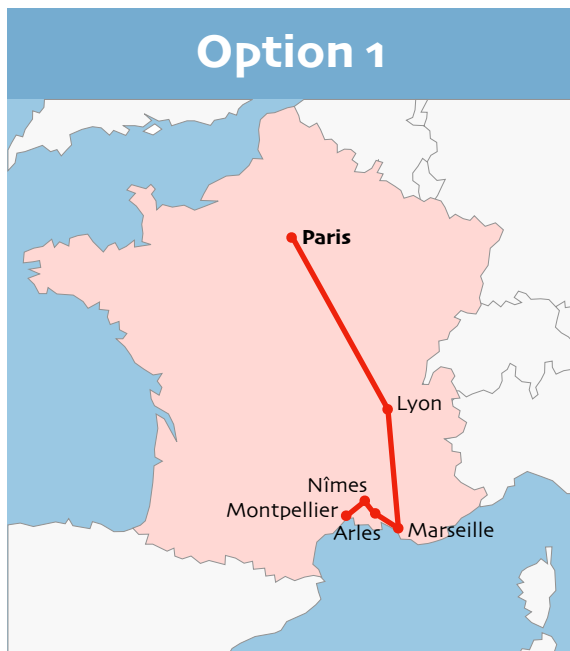 Option 1
Paris
Lyon
Nîmes
Montpellier
Arles
Marseille